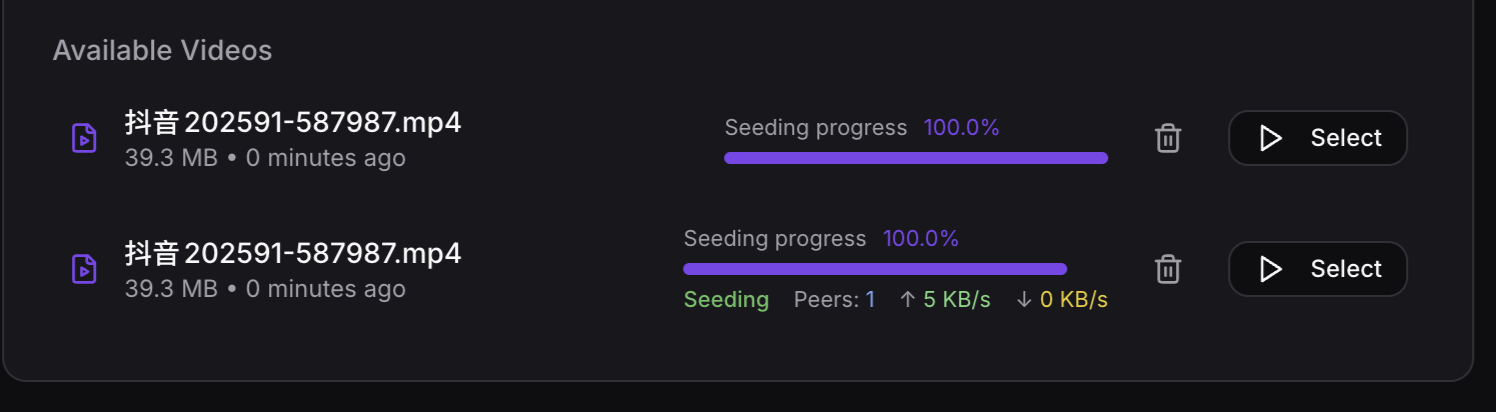 Available Videos
抖音202591-587987.mp4
39.3 MB • 0 minutes ago
Seeding progress 100.0%
Select
抖音202591-587987.mp4
39.3 MB • 0 minutes ago
Seeding progress 100.0%
Seeding Peers: 1 ↑ 5 KB/s ↓ 0 KB/s
Select